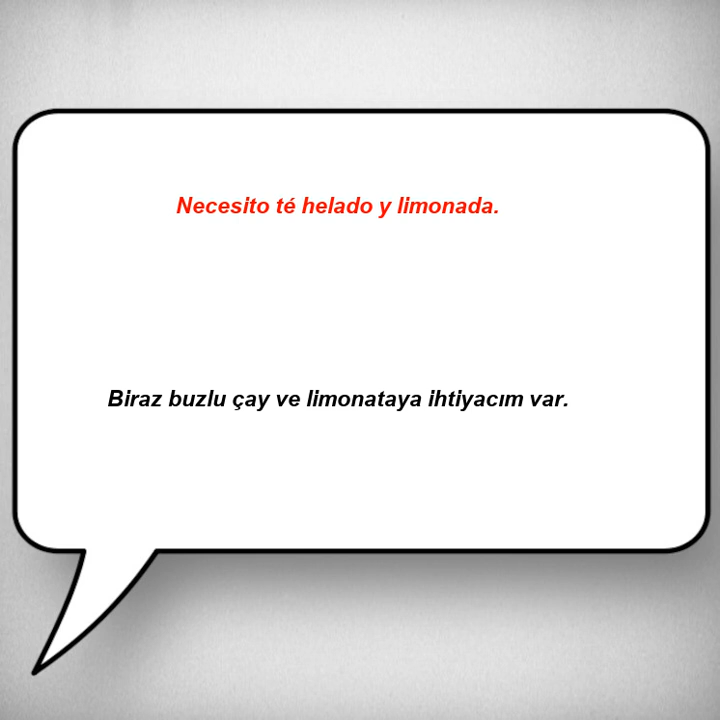 Necesito té helado y limonada.
Biraz buzlu çay ve limonataya ihtiyacım var.